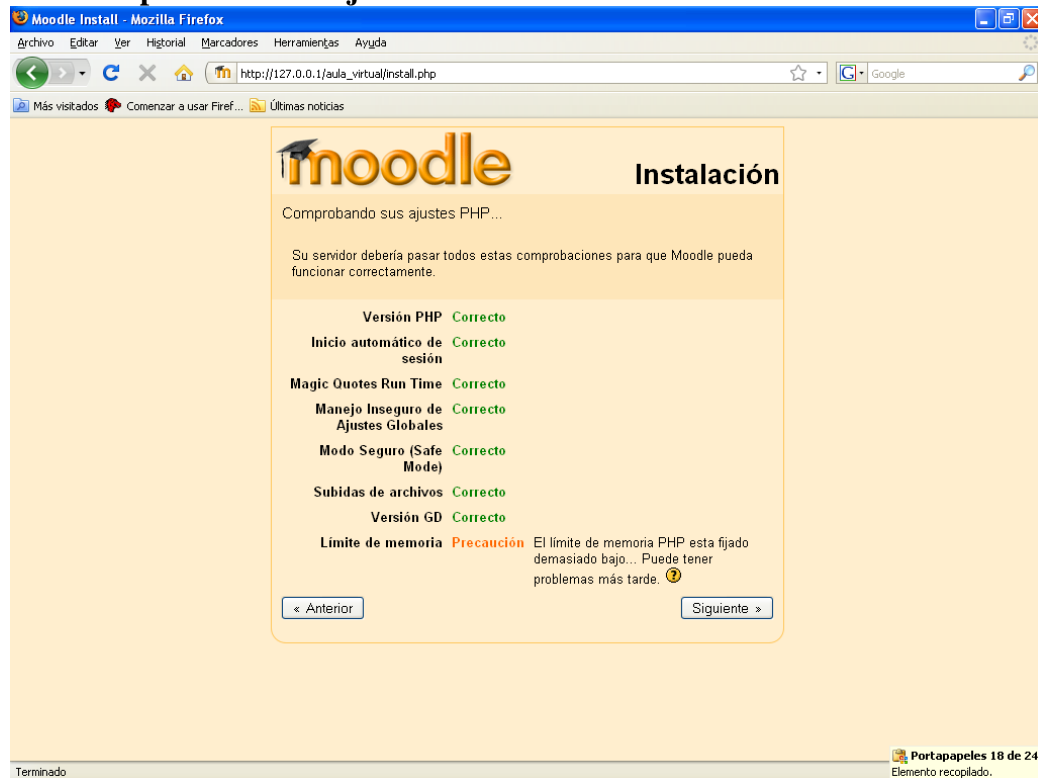 Moodle Install - Mozilla Firefox
Archivo Editar Ver Historial Marcadores Herramientas Ayuda
http://127.0.0.1/aula_virtual/install.php
G Google
Más visitados Comenzar a usar Firef... Últimas noticias
moodle
Instalación
Comprobando sus ajustes PHP...
Su servidor debería pasar todos estas comprobaciones para que Moodle pueda
funcionar correctamente.
Versión PHP Correcto
Inicio automático de Correcto
sesión
Magic Quotes Run Time Correcto
Manejo Inseguro de Correcto
Ajustes Globales
Modo Seguro (Safe Correcto
Mode)
Subidas de archivos Correcto
Versión GD Correcto
Límite de memoria Precaución El límite de memoria PHP esta fijado
demasiado bajo... Puede tener
problemas más tarde. ?
« Anterior Siguiente »
Portapapeles 18 de 24
Terminado Elemento recopilado.